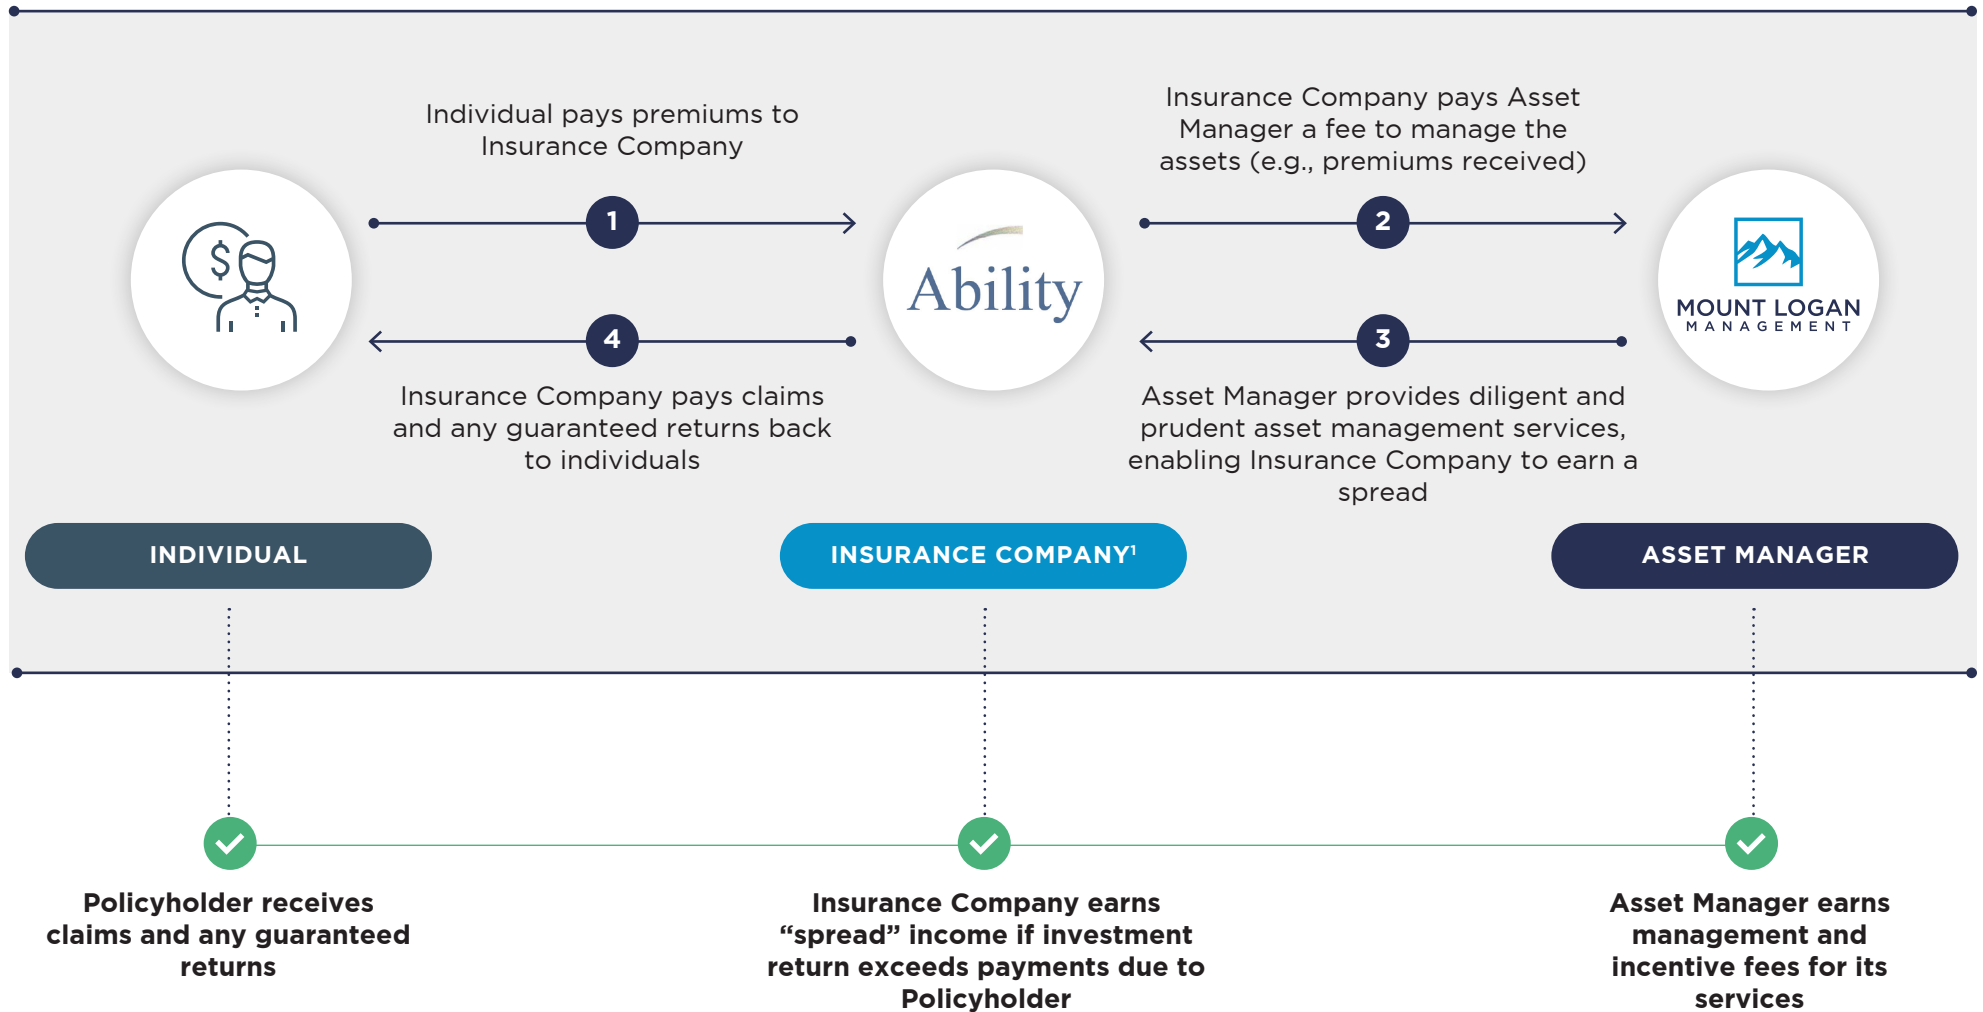 Individual pays premiums to
Insurance Company
Insurance Company pays Asset
Manager a fee to manage the
assets (e.g., premiums received)
1
2
$
Ability
MOUNT LOGAN
MANAGEMENT
4
3
Insurance Company pays claims
and any guaranteed returns back
to individuals
Asset Manager provides diligent and
prudent asset management services,
enabling Insurance Company to earn a
spread
INDIVIDUAL
INSURANCE COMPANY¹
ASSET MANAGER
Policyholder receives
claims and any guaranteed
returns
Insurance Company earns
“spread” income if investment
return exceeds payments due to
Policyholder
Asset Manager earns
management and
incentive fees for its
services